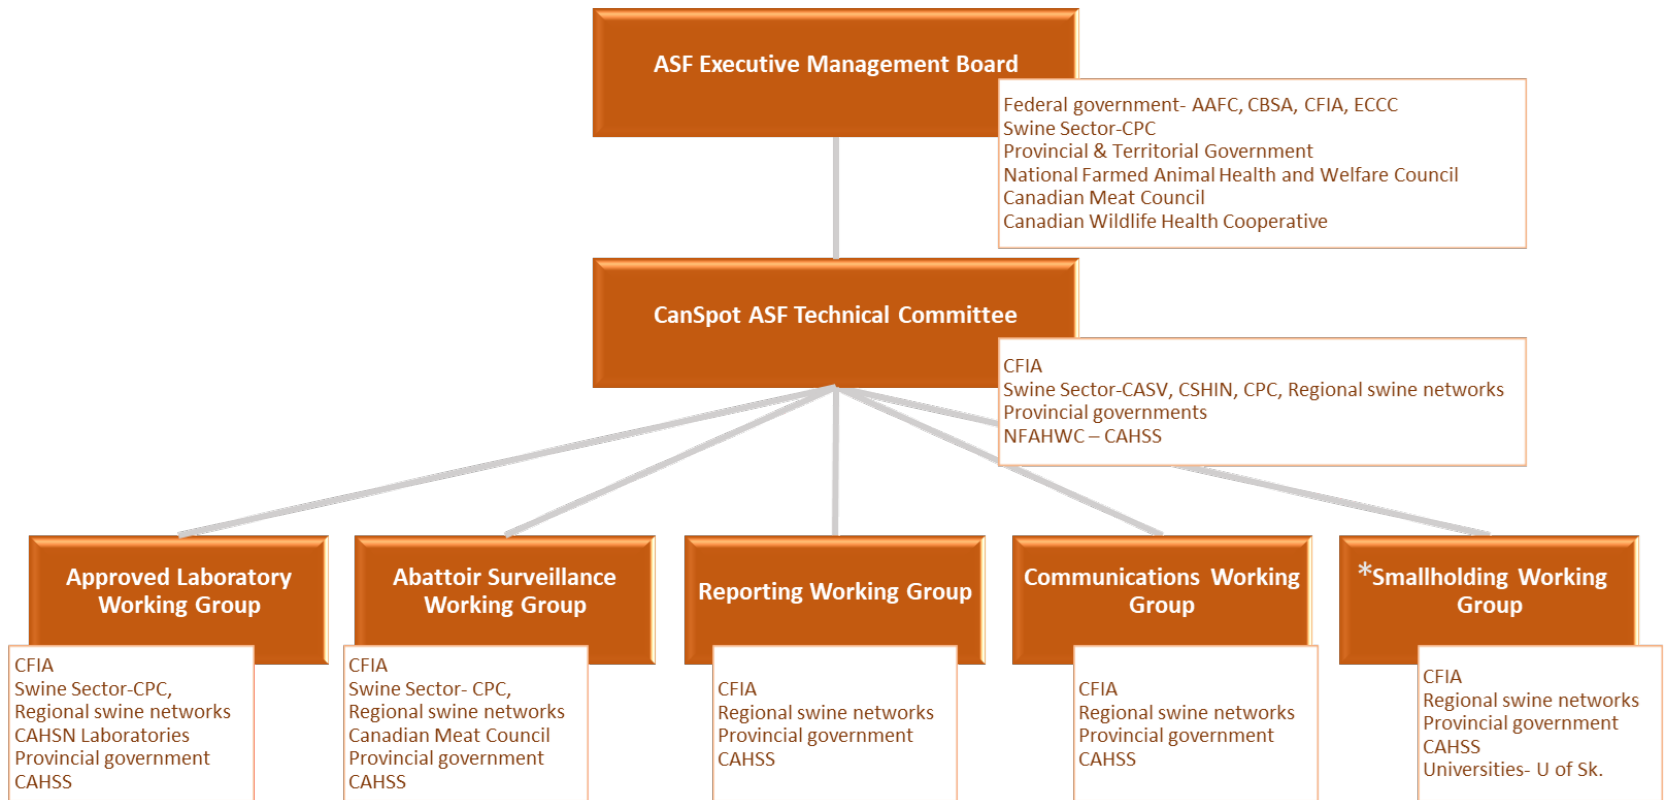 ASF Executive Management Board
Federal government- AAFC, CBSA, CFIA, ECCC
Swine Sector-CPC
Provincial & Territorial Government
National Farmed Animal Health and Welfare Council
Canadian Meat Council
Canadian Wildlife Health Cooperative
CanSpot ASF Technical Committee
CFIA
Swine Sector-CASV, CSHIN, CPC, Regional swine networks
Provincial governments
NFAHWC – CAHSS
Approved Laboratory
Working Group
CFIA
Swine Sector-CPC,
Regional swine networks
CAHSN Laboratories
Provincial government
CAHSS
Abattoir Surveillance
Working Group
CFIA
Swine Sector- CPC,
Regional swine networks
Canadian Meat Council
Provincial government
CAHSS
Reporting Working Group
CFIA
Regional swine networks
Provincial government
CAHSS
Communications Working
Group
CFIA
Regional swine networks
Provincial government
CAHSS
*Smallholding Working
Group
CFIA
Regional swine networks
Provincial government
CAHSS
Universities- U of Sk.